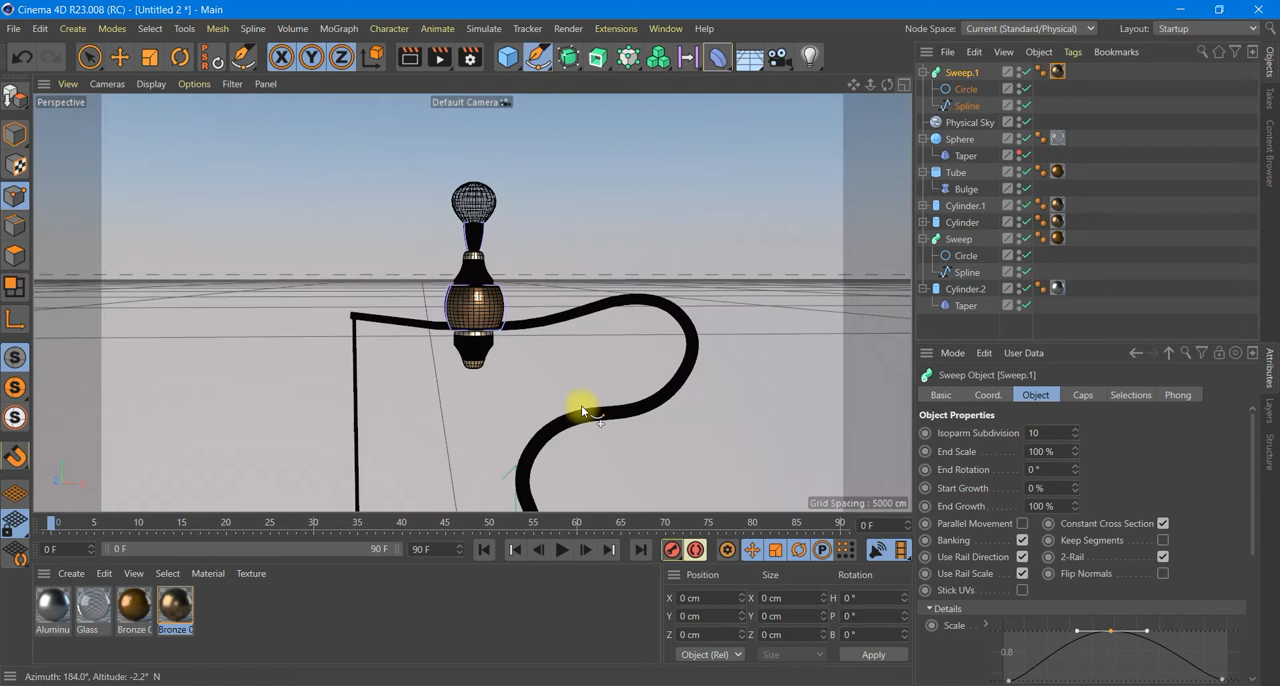 Cinema 4D R23.008 (RC) - [Untitled 2 *] - Main
File Edit Create Modes Select Tools Mesh Spline Volume MoGraph Character Animate Simulate Tracker Render Extensions Window Help Node Space: Current (Standard/Physical) Layout: Startup
X Y Z
File Edit View Object Tags Bookmarks
View Cameras Display Options Filter Panel
Perspective
Default Camera
Sweep.1
Circle
Spline
Physical Sky
Sphere
Taper
Tube
Bulge
Cylinder.1
Cylinder
Sweep
Circle
Spline
Cylinder.2
Taper
Objects
Takes
Content Browser
Mode Edit User Data
Sweep Object [Sweep.1]
Basic Coord. Object Caps Selections Phong
Object Properties
Isoparm Subdivision 10
End Scale 100 %
End Rotation 0 °
Start Growth 0 %
End Growth 100 %
Parallel Movement Constant Cross Section
Banking Keep Segments
Use Rail Direction 2-Rail
Use Rail Scale Flip Normals
Stick UVs
Details
Scale
0.8
Attributes
Layers
Structure
Grid Spacing : 5000 cm
0 5 10 15 20 25 30 35 40 45 50 55 60 65 70 75 80 85 90 0 F
0 F 0 F 90 F 90 F
Create Edit View Select Material Texture
Aluminu Glass Bronze ( Bronze (
Position Size Rotation
X 0 cm X 0 cm H 0 °
Y 0 cm Y 0 cm P 0 °
Z 0 cm Z 0 cm B 0 °
Object (Rel) Size Apply
Azimuth: 184.0°, Altitude: -2.2° N